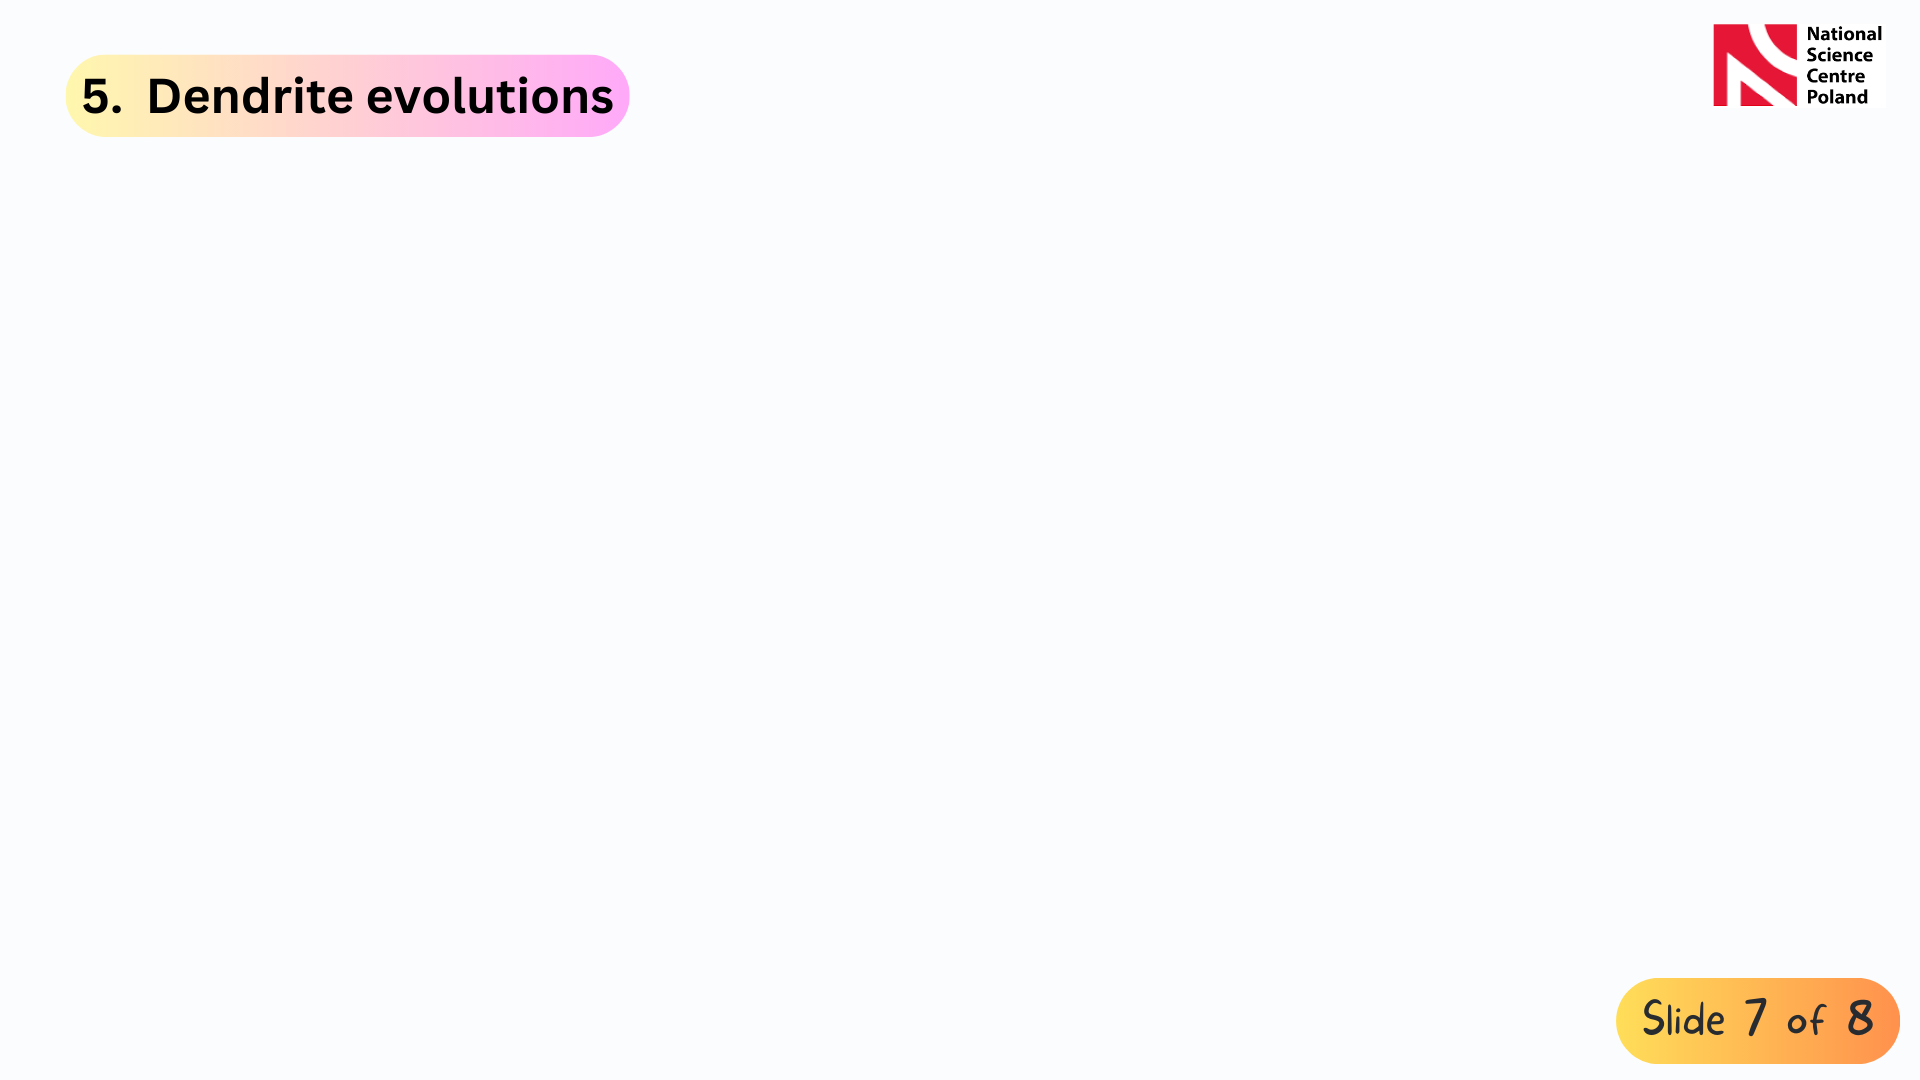 5. Dendrite evolutions
National
Science
Centre
Poland
Slide 7 of 8